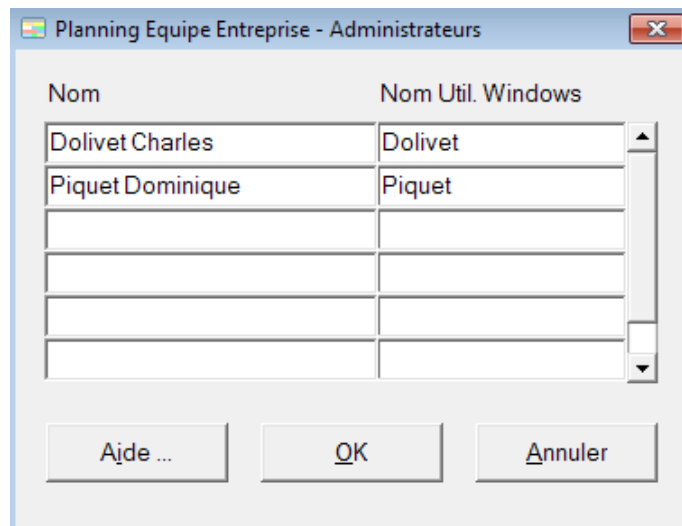 Planning Equipe Entreprise - Administrateurs
Nom Nom Util. Windows
Dolivet Charles Dolivet
Piquet Dominique Piquet
Aide ... OK Annuler